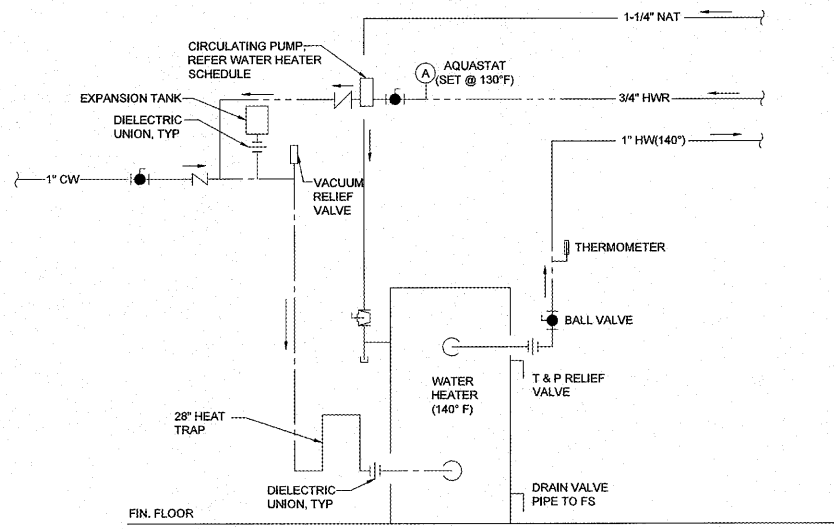 1-1/4" NAT
CIRCULATING PUMP,
REFER WATER HEATER
SCHEDULE
A
AQUASTAT
(SET @ 130°F)
EXPANSION TANK
3/4" HWR
DIELECTRIC
UNION, TYP
1" HW(140°)
1" CW
VACUUM
RELIEF
VALVE
THERMOMETER
BALL VALVE
WATER
HEATER
(140° F)
T & P RELIEF
VALVE
28" HEAT
TRAP
DIELECTRIC
UNION, TYP
DRAIN VALVE
PIPE TO FS
FIN. FLOOR